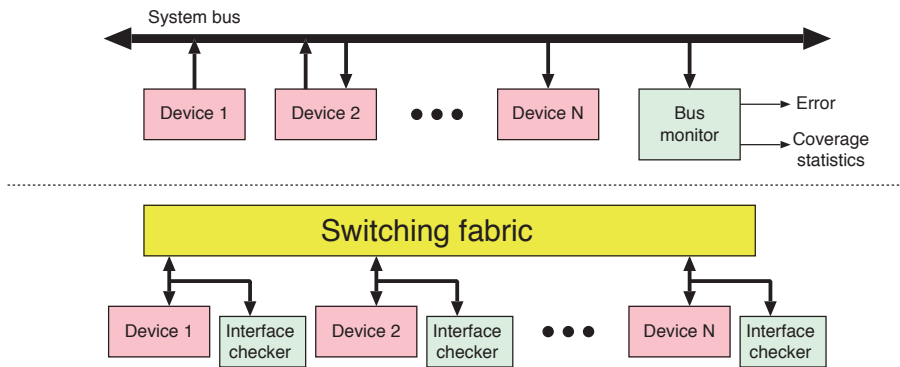 System bus
Device 1
Device 2
Device N
Bus
monitor
Error
Coverage
statistics
Switching fabric
Device 1
Interface
checker
Device 2
Interface
checker
Device N
Interface
checker